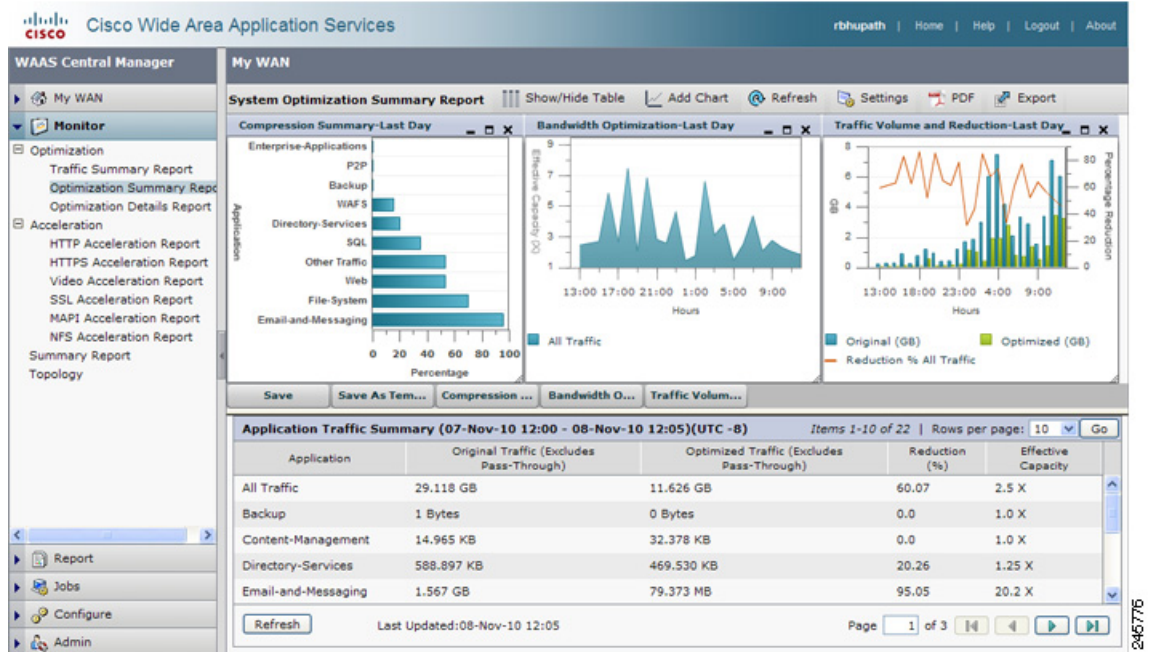 CISCO
Cisco Wide Area Application Services
rbhupath | Home | Help | Logout | About
WAAS Central Manager
My WAN
Monitor
Optimization
Traffic Summary Report
Optimization Summary Repo
Optimization Details Report
Acceleration
HTTP Acceleration Report
HTTPS Acceleration Report
Video Acceleration Report
SSL Acceleration Report
MAPI Acceleration Report
NFS Acceleration Report
Summary Report
Topology
Report
Jobs
Configure
Admin
My WAN
System Optimization Summary Report
Show/Hide Table
Add Chart
Refresh
Settings
PDF
Export
Compression Summary-Last Day
Application
Enterprise-Applications
P2P
Backup
WAFS
Directory-Services
SQL
Other Traffic
Web
File-System
Email-and-Messaging
0 20 40 60 80 100
Percentage
Bandwidth Optimization-Last Day
Effective Capacity (X)
9
7
5
3
1
13:00 17:00 21:00 1:00 5:00 9:00
Hours
All Traffic
Traffic Volume and Reduction-Last Day
GB
8
6
4
2
0
Percentage Reduction
80
60
40
20
0
13:00 18:00 23:00 4:00 9:00
Hours
Original (GB)
Optimized (GB)
Reduction % All Traffic
Save
Save As Tem...
Compression ...
Bandwidth O...
Traffic Volum...
Application Traffic Summary (07-Nov-10 12:00 - 08-Nov-10 12:05)(UTC -8)
Items 1-10 of 22 | Rows per page: 10 Go
Application
Original Traffic (Excludes Pass-Through)
Optimized Traffic (Excludes Pass-Through)
Reduction (%)
Effective Capacity
All Traffic 29.118 GB 11.626 GB 60.07 2.5 X
Backup 1 Bytes 0 Bytes 0.0 1.0 X
Content-Management 14.965 KB 32.378 KB 0.0 1.0 X
Directory-Services 588.897 KB 469.530 KB 20.26 1.25 X
Email-and-Messaging 1.567 GB 79.373 MB 95.05 20.2 X
Refresh
Last Updated:08-Nov-10 12:05
Page 1 of 3
245776